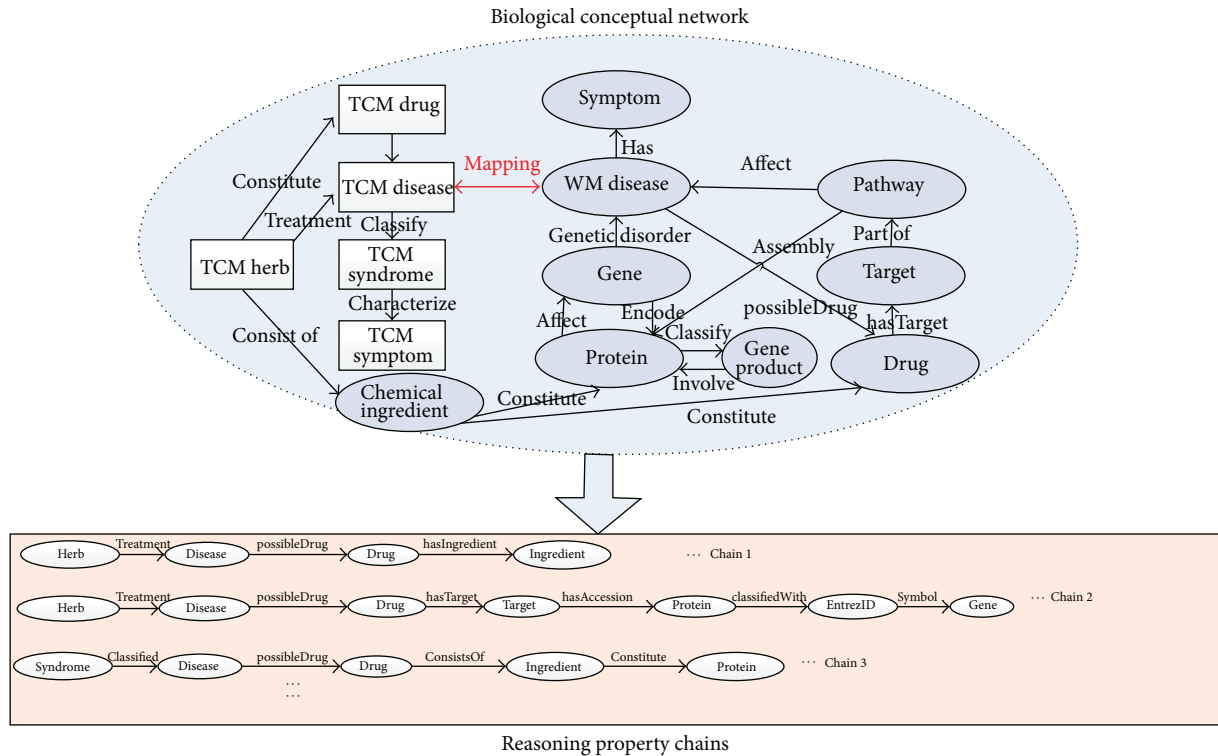 Biological conceptual network
TCM drug
Symptom
Has
Mapping
Affect
Constitute
TCM disease
WM disease
Pathway
Treatment
Classify
Genetic disorder
Assembly
Part of
TCM herb
TCM
syndrome
Gene
Target
Characterize
Encode
possibleDrug
Affect
hasTarget
Consist of
Classify
TCM
symptom
Protein
Gene
product
Drug
Involve
Chemical
ingredient
Constitute
Constitute
Herb
Treatment
Disease
possibleDrug
Drug
hasIngredient
Ingredient
... Chain 1
Herb
Treatment
Disease
possibleDrug
Drug
hasTarget
Target
hasAccession
Protein
classifiedWith
EntrezID
Symbol
Gene
... Chain 2
Syndrome
Classified
Disease
possibleDrug
Drug
ConsistsOf
Ingredient
Constitute
Protein
... Chain 3
...
...
Reasoning property chains